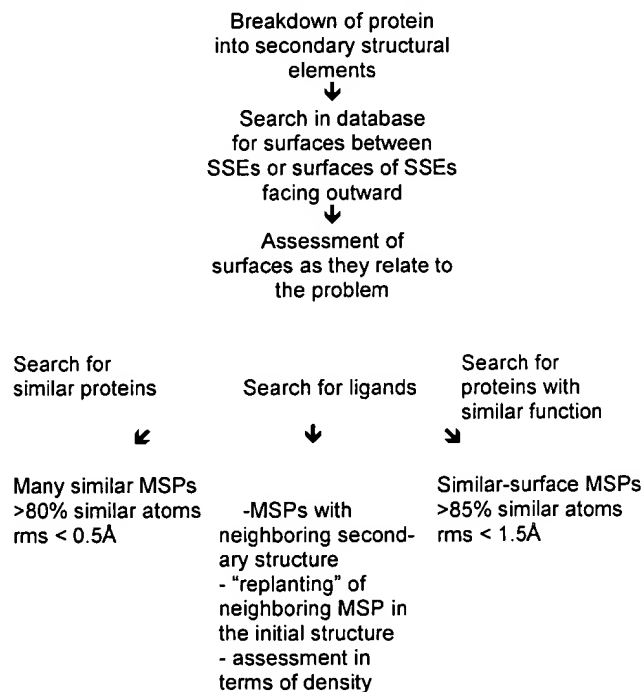 Breakdown of protein
into secondary structural
elements
Search in database
for surfaces between
SSEs or surfaces of SSEs
facing outward
Assessment of
surfaces as they relate to
the problem
Search for
similar proteins
Search for ligands
Search for
proteins with
similar function
Many similar MSPs
>80% similar atoms
rms < 0.5Å
-MSPs with
neighboring second-
ary structure
- “replanting” of
neighboring MSP in
the initial structure
- assessment in
terms of density
Similar-surface MSPs
>85% similar atoms
rms < 1.5Å